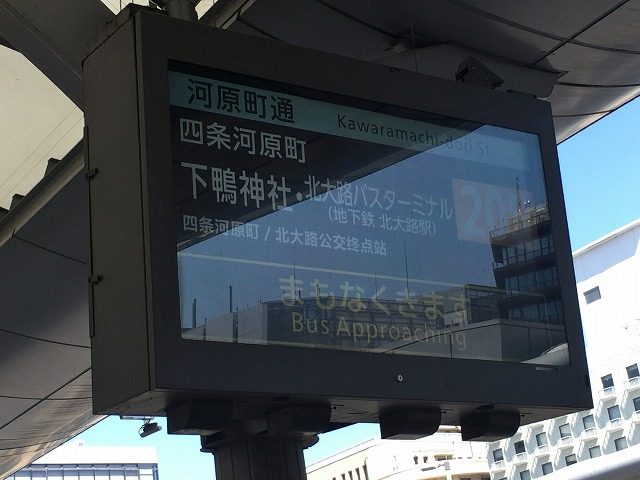 河原町通 Kawaramachi-dori St.
四条河原町
下鴨神社・北大路バスターミナル
(地下鉄 北大路駅)
四条河原町 / 北大路公交终点站
まもなくきます
Bus Approaching